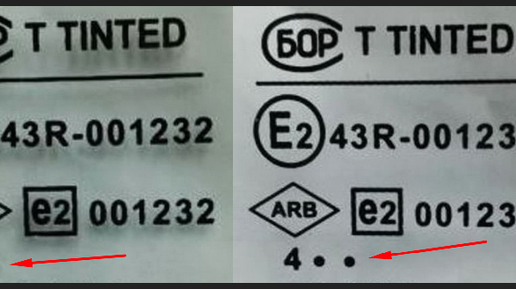 T TINTED
43R-001232
e2 001232
БОР T TINTED
E2 43R-00123
ARB e2 00123
4 • •